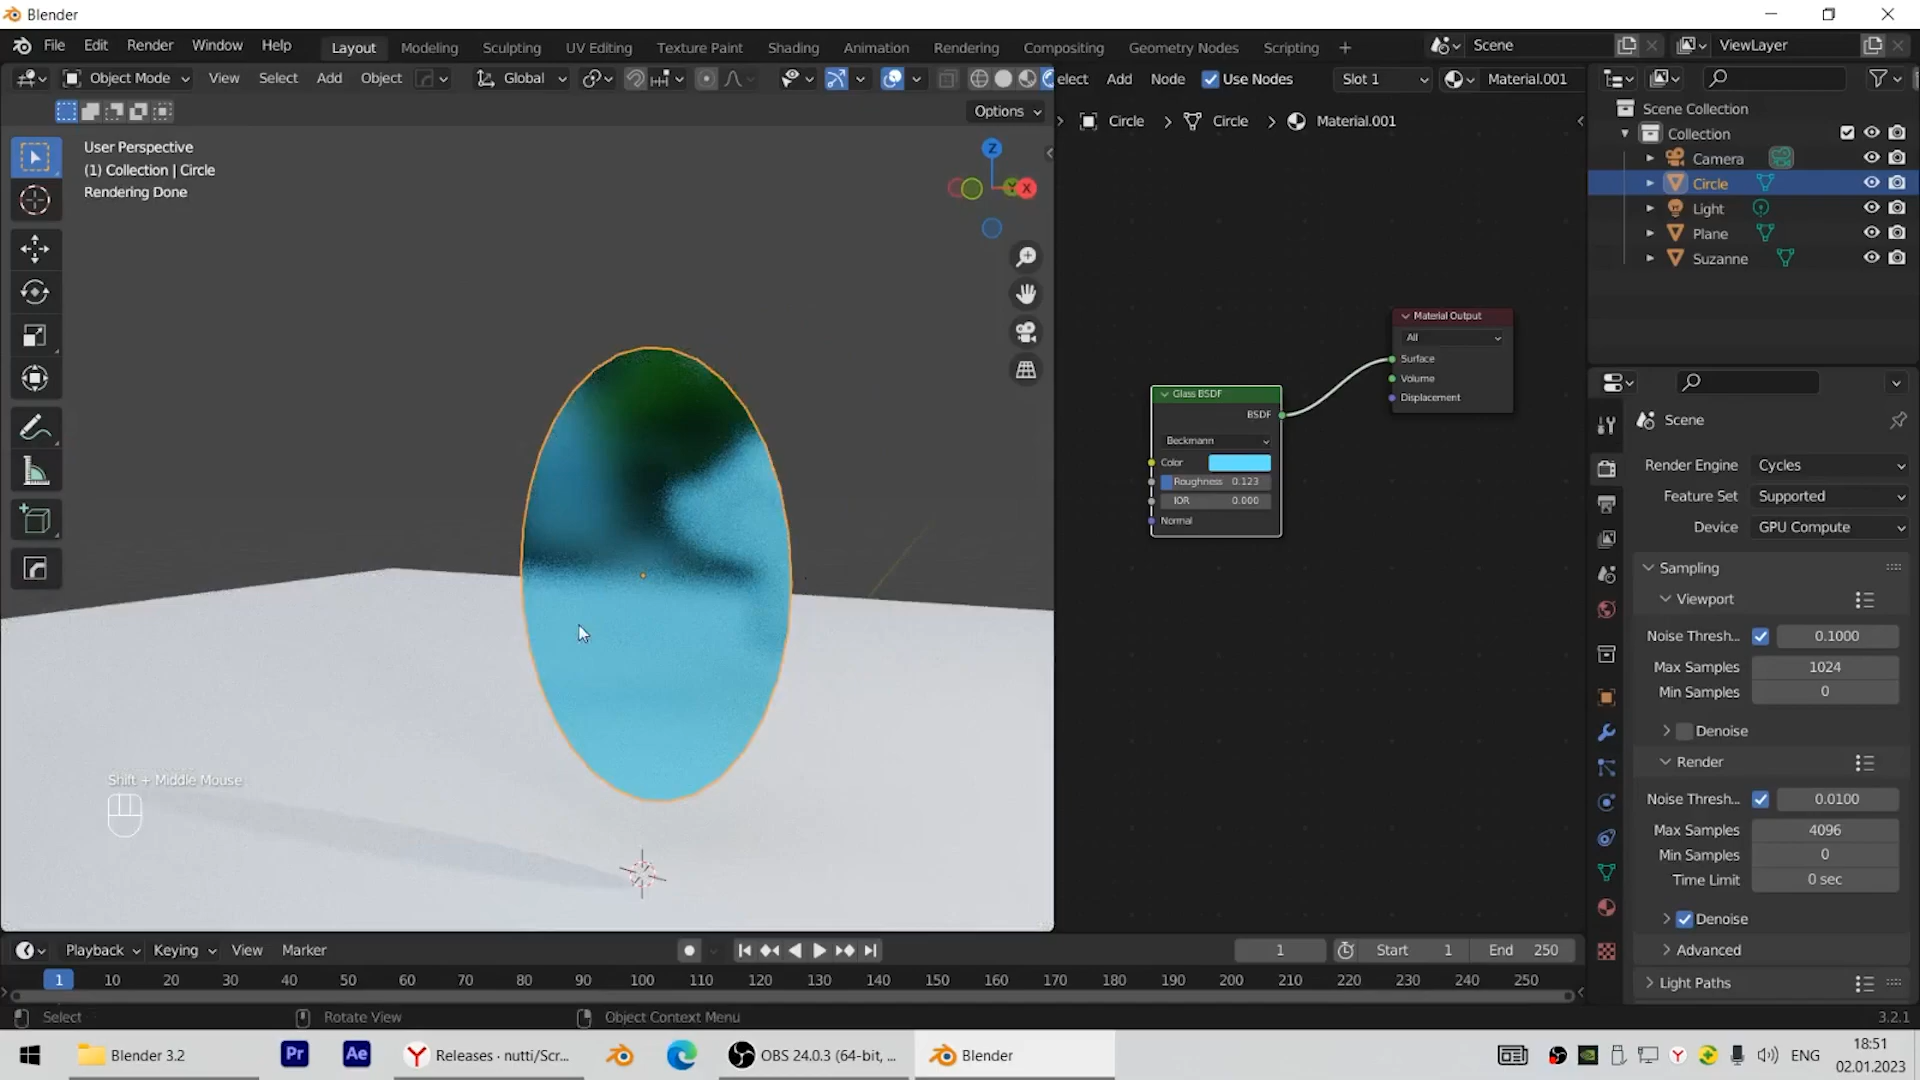 Blender
File Edit Render Window Help
Layout Modeling Sculpting UV Editing Texture Paint Shading Animation Rendering Compositing Geometry Nodes Scripting
Scene
ViewLayer
Object Mode View Select Add Object
Global
elect Add Node Use Nodes
Slot 1
Material.001
Options
Circle > Circle > Material.001
User Perspective
(1) Collection | Circle
Rendering Done
Z
Y X
Scene Collection
Collection
Camera
Circle
Light
Plane
Suzanne
Material Output
All
Surface
Volume
Displacement
Glass BSDF
BSDF
Beckmann
Color
Roughness 0.123
IOR 0.000
Normal
Scene
Render Engine Cycles
Feature Set Supported
Device GPU Compute
Sampling
Viewport
Noise Thresh... 0.1000
Max Samples 1024
Min Samples 0
Denoise
Render
Noise Thresh... 0.0100
Max Samples 4096
Min Samples 0
Time Limit 0 sec
Denoise
Advanced
Light Paths
Shift + Middle Mouse
Playback Keying View Marker
1
Start 1
End 250
1 10 20 30 40 50 60 70 80 90 100 110 120 130 140 150 160 170 180 190 200 210 220 230 240 250
Select
Rotate View
Object Context Menu
3.2.1
Blender 3.2
Pr
Ae
Releases · nutti/Scr...
OBS 24.0.3 (64-bit, ...
Blender
ENG
18:51
02.01.2023